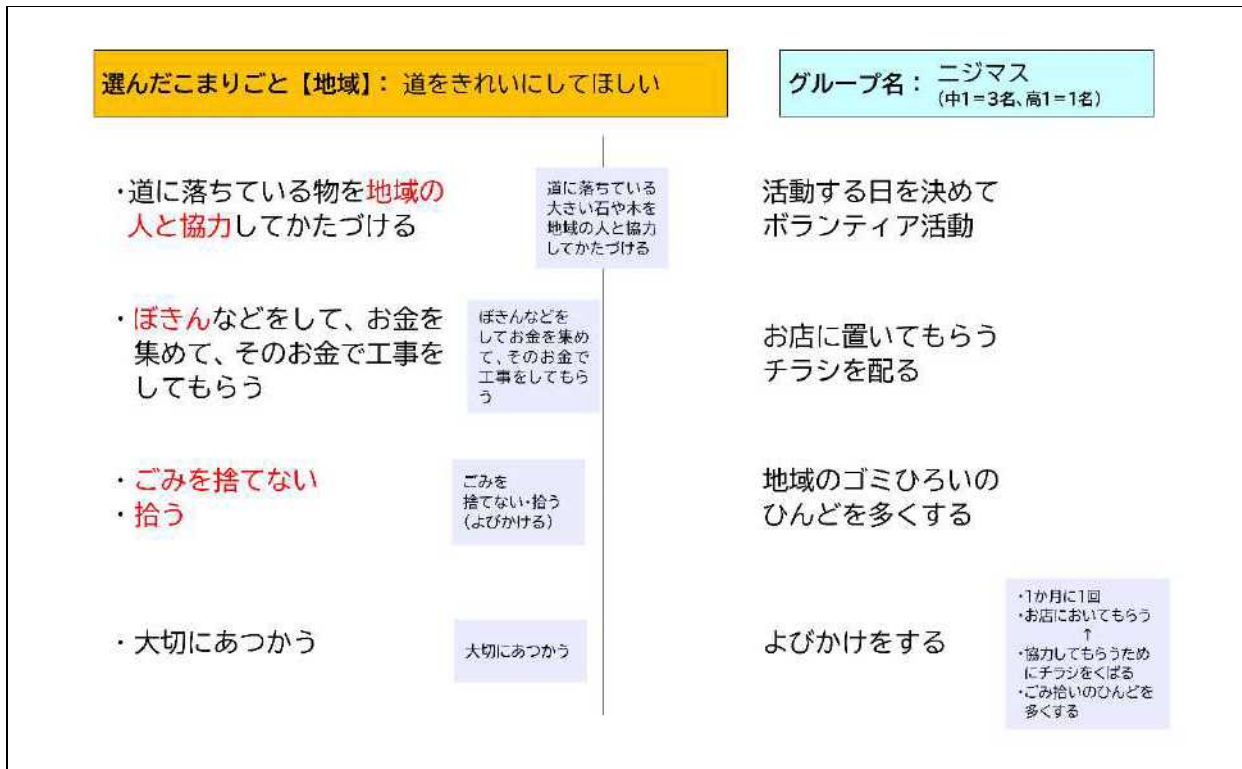 選んだこまりごと【地域】：道をきれいにしてほしい
グループ名：ニジマス
(中1=3名、高1=1名)
・道に落ちている物を地域の
人と協力してかたづける
道に落ちている
大きい石や木を
地域の人と協力
してかたづける
活動する日を決めて
ボランティア活動
・ぼきんなどをして、お金を
集めて、そのお金で工事を
してもらう
ぼきんなどを
してお金を集め
て、そのお金で
工事をしてもら
う
お店に置いてもらう
チラシを配る
・ごみを捨てない
・拾う
ごみを
捨てない・拾う
(よびかける)
地域のゴミひろいの
ひんどを多くする
・大切にあつかう
大切にあつかう
よびかけをする
・1か月に1回
・お店においてもらう
↑
・協力してもらうため
にチラシをくばる
・ごみ拾いのひんどを
多くする